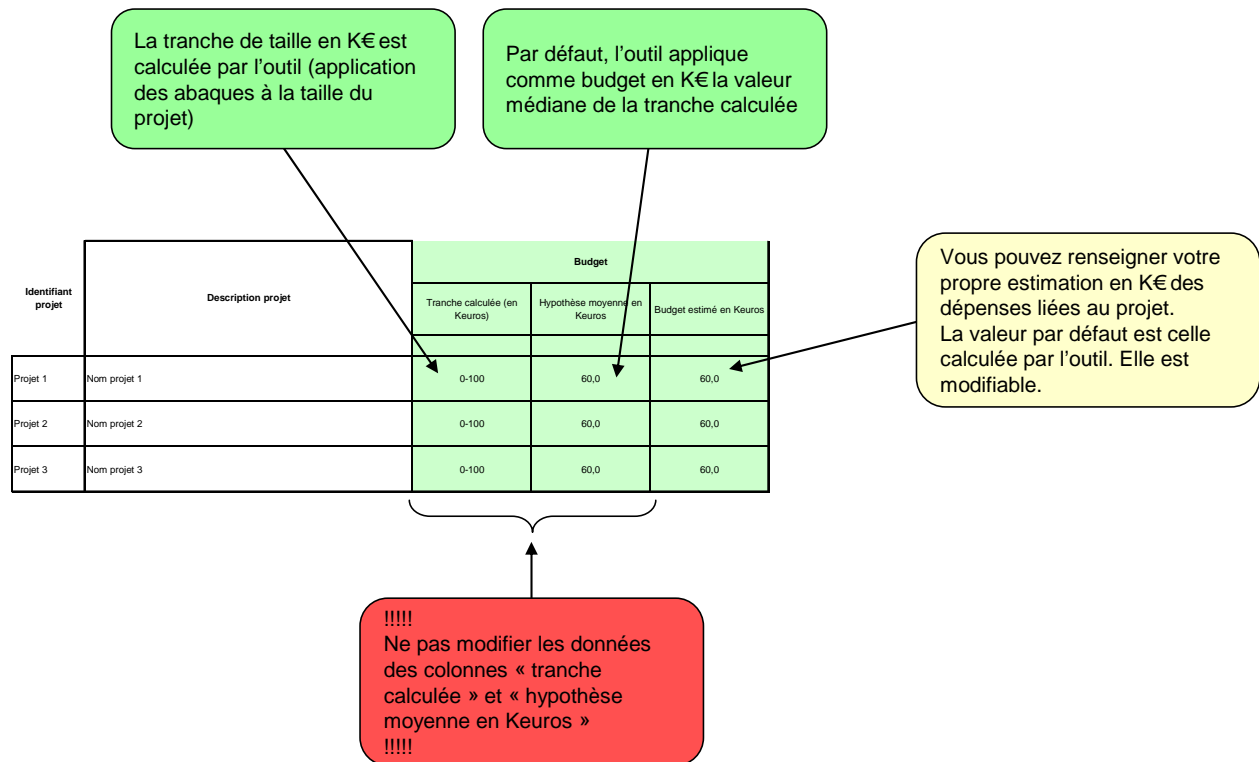 La tranche de taille en K€ est
calculée par l'outil (application
des abaques à la taille du
projet)
Par défaut, l'outil applique
comme budget en K€ la valeur
médiane de la tranche calculée
Vous pouvez renseigner votre
propre estimation en K€ des
dépenses liées au projet.
La valeur par défaut est celle
calculée par l'outil. Elle est
modifiable.
Identifiant
projet
Description projet
Budget
Tranche calculée (en
Keuros)
Hypothèse moyenne en
Keuros
Budget estimé en Keuros
Projet 1 Nom projet 1 0-100 60,0 60,0
Projet 2 Nom projet 2 0-100 60,0 60,0
Projet 3 Nom projet 3 0-100 60,0 60,0
!!!!!
Ne pas modifier les données
des colonnes « tranche
calculée » et « hypothèse
moyenne en Keuros »
!!!!!